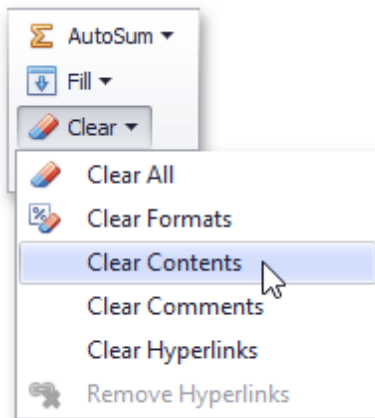 AutoSum
Fill
Clear
Clear All
Clear Formats
Clear Contents
Clear Comments
Clear Hyperlinks
Remove Hyperlinks